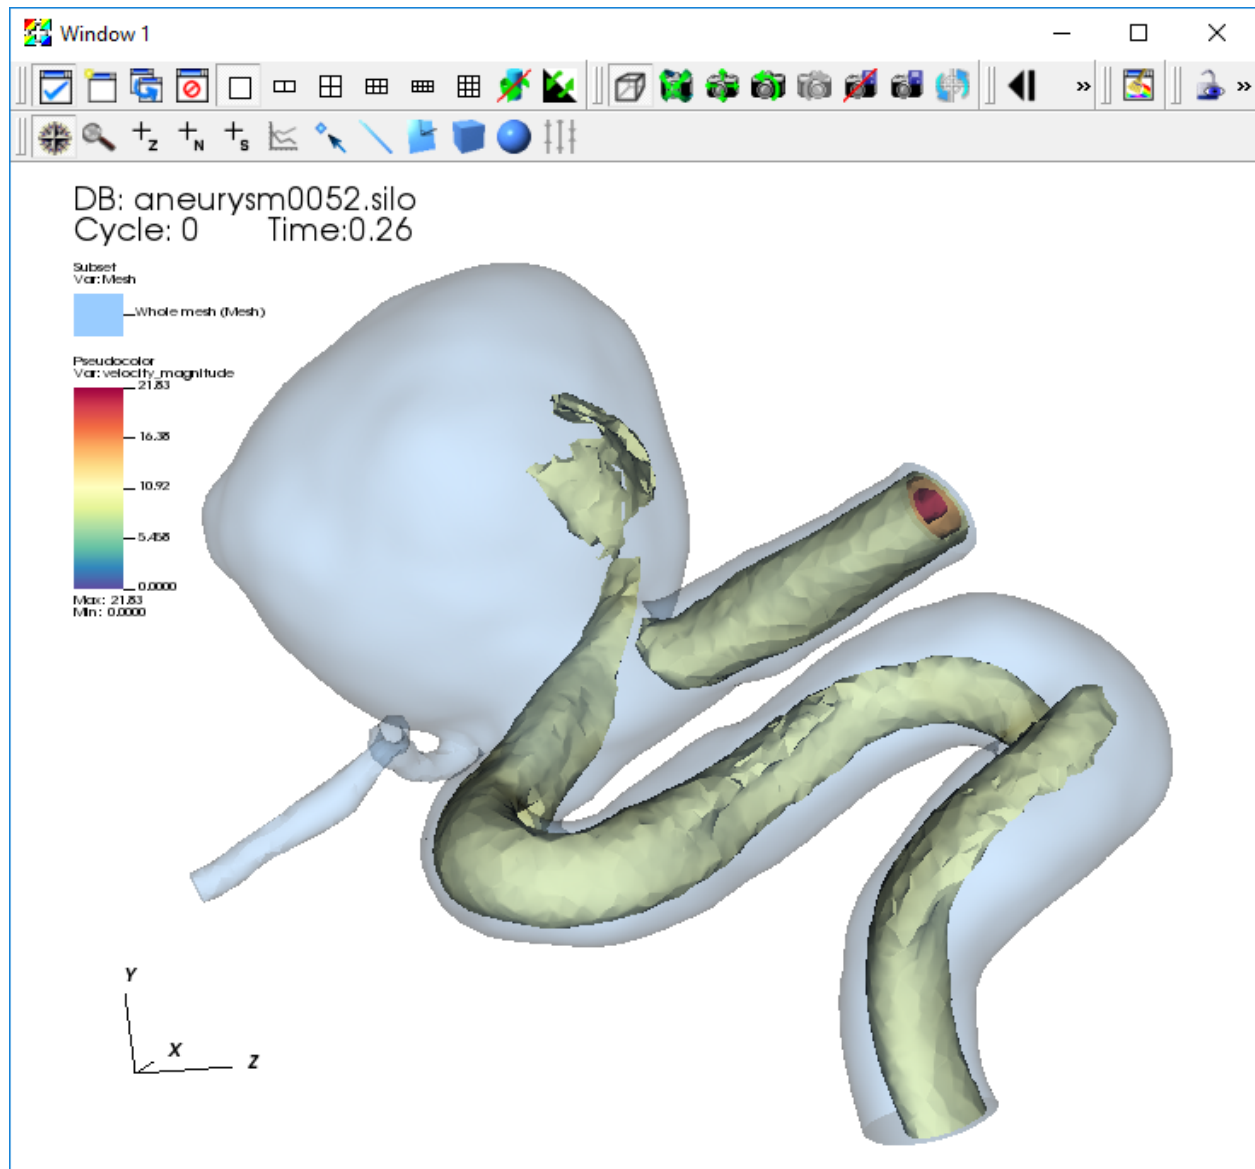 Window 1
»
»
Z
N
S
DB: aneurysm0052.silo
Cycle: 0 Time:0.26
Subset
Var: Mesh
Whole mesh (Mesh)
Pseudocolor
Var: velocity_magnitude
21.83
16.38
10.92
5.458
0.0000
Max: 21.83
Min: 0.0000
Y
X
Z